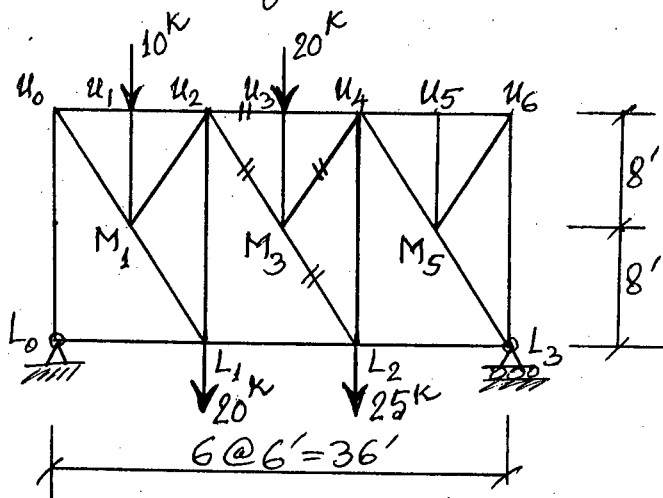 10K 20K
U0 U1 U2 U3 U4 U5 U6
8'
M1 M3 M5
8'
L0 L1 L2 L3
20K 25K
6@6'=36'